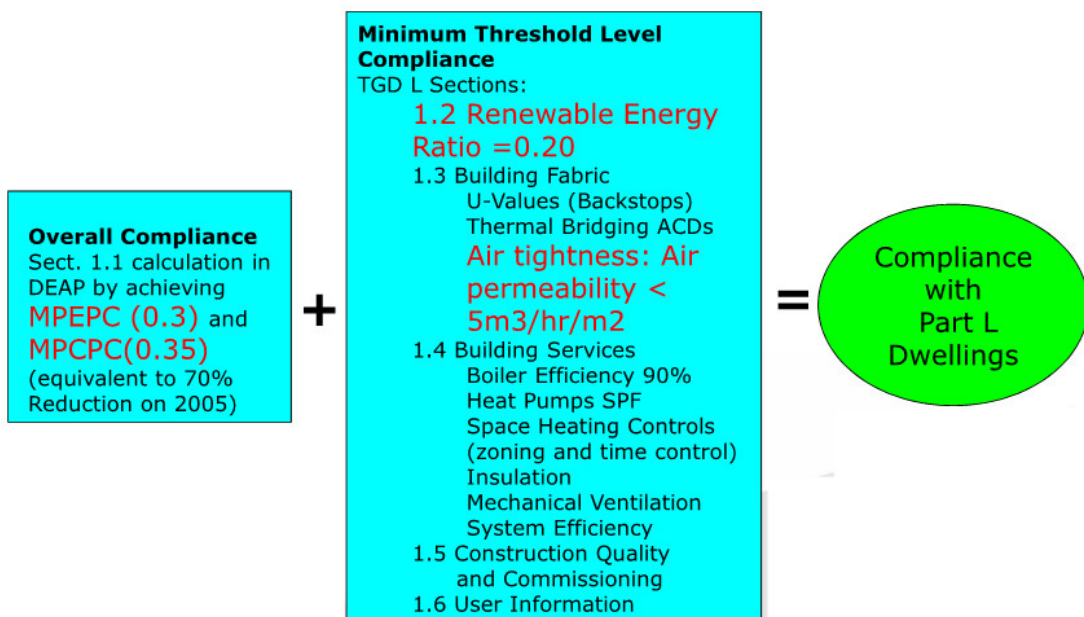 Overall Compliance
Sect. 1.1 calculation in
DEAP by achieving
MPEPC (0.3) and
MPCPC(0.35)
(equivalent to 70%
Reduction on 2005)
+
Minimum Threshold Level
Compliance
TGD L Sections:
1.2 Renewable Energy
Ratio =0.20
1.3 Building Fabric
U-Values (Backstops)
Thermal Bridging ACDs
Air tightness: Air
permeability <
5m3/hr/m2
1.4 Building Services
Boiler Efficiency 90%
Heat Pumps SPF
Space Heating Controls
(zoning and time control)
Insulation
Mechanical Ventilation
System Efficiency
1.5 Construction Quality
and Commissioning
1.6 User Information
=
Compliance
with
Part L
Dwellings